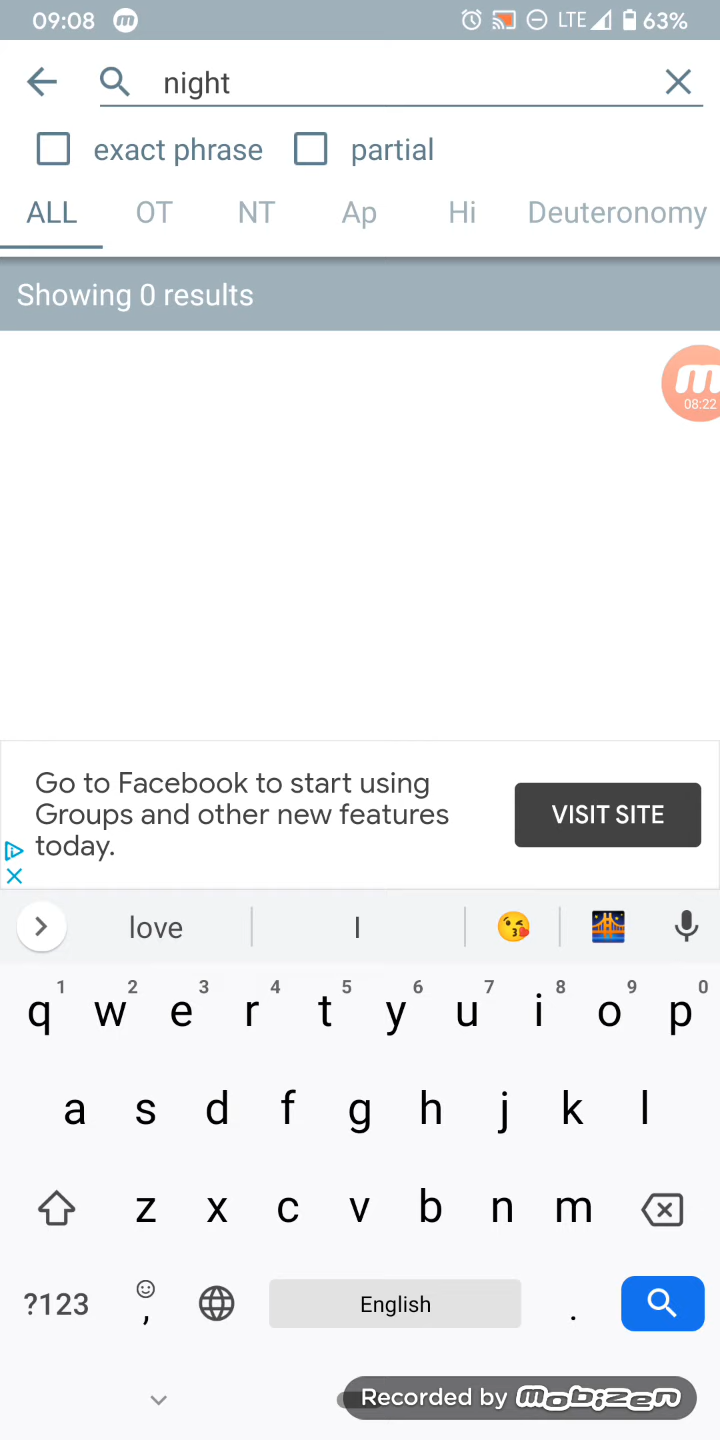 09:08 LTE 63%
night
exact phrase partial
ALL OT NT Ap Hi Deuteronomy
Showing 0 results
08:22
Go to Facebook to start using
Groups and other new features
today.
VISIT SITE
love I
1 2 3 4 5 6 7 8 9 0
q w e r t y u i o p
a s d f g h j k l
z x c v b n m
?123 , English .
Recorded by mobizen